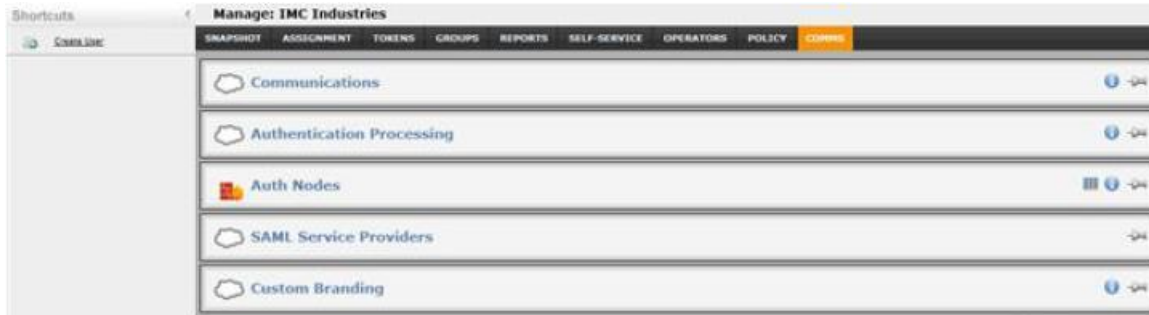 Shortcuts
Manage: IMC Industries
Create User
SNAPSHOT ASSIGNMENT TOKENS GROUPS REPORTS SELF-SERVICE OPERATORS POLICY COMMS
Communications
Authentication Processing
Auth Nodes
SAML Service Providers
Custom Branding